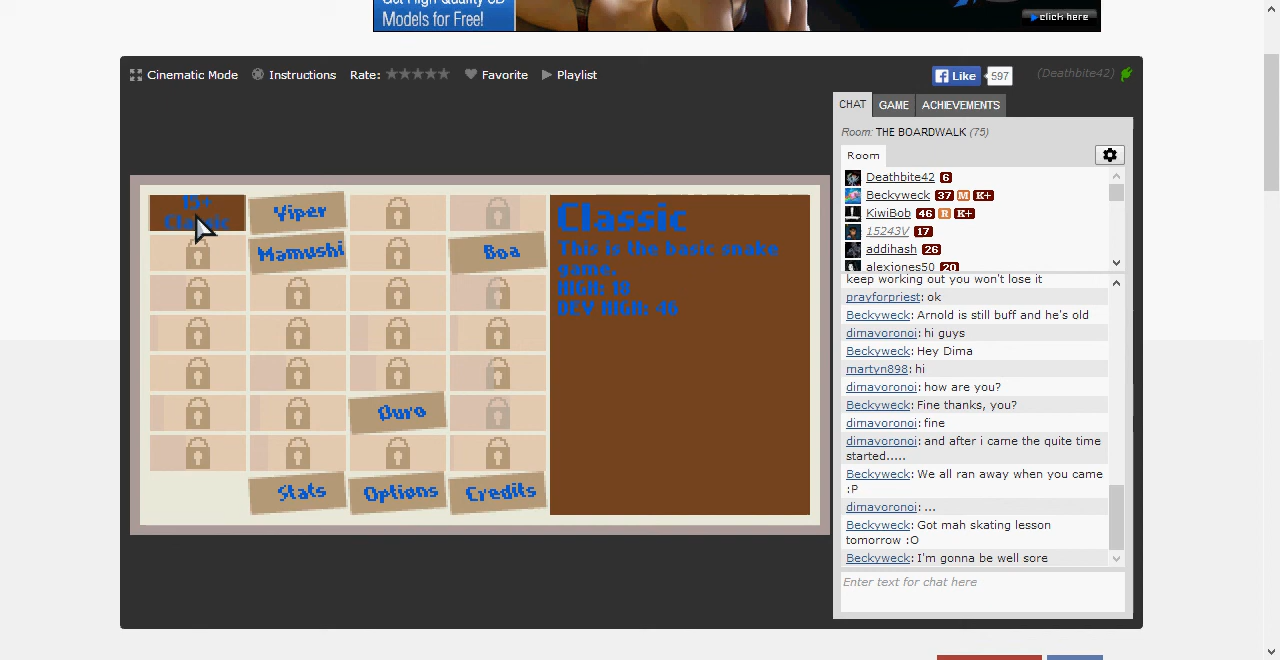 Get High Quality 3D
Models for Free!
click here
Cinematic Mode
Instructions
Rate:
Favorite
Playlist
Like
597
(Deathbite42)
CHAT
GAME
ACHIEVEMENTS
Room: THE BOARDWALK (75)
Room
Deathbite42 6
Beckyweck 37 M K+
KiwiBob 46 R K+
15243V 17
addihash 26
alexjones50 20
keep working out you won't lose it
prayforpriest: ok
Beckyweck: Arnold is still buff and he's old
dimavoronoi: hi guys
Beckyweck: Hey Dima
martyn898: hi
dimavoronoi: how are you?
Beckyweck: Fine thanks, you?
dimavoronoi: fine
dimavoronoi: and after i came the quite time
started.....
Beckyweck: We all ran away when you came
:P
dimavoronoi: ...
Beckyweck: Got mah skating lesson
tomorrow :O
Beckyweck: I'm gonna be well sore
Enter text for chat here
15+
Classic
Viper
Mamushi
Boa
Ouro
Stats
Options
Credits
Classic
This is the basic snake
game.
HIGH: 18
DEV HIGH: 46